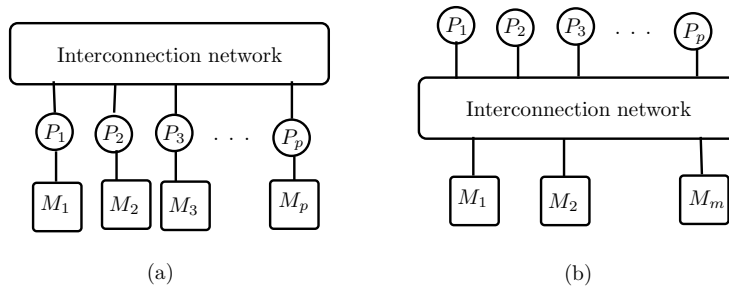 Interconnection network
P1 P2 P3 . . . Pp
M1 M2 M3 Mp
(a)
P1 P2 P3 . . . Pp
Interconnection network
M1 M2 Mm
(b)